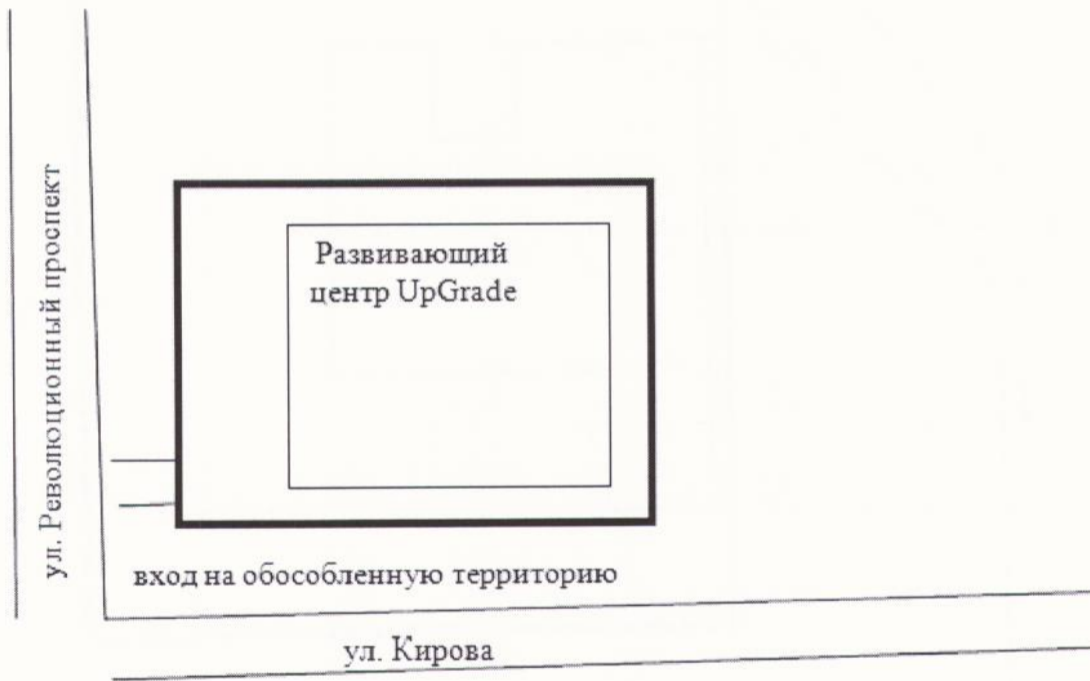 ул. Революционный проспект
Развивающий
центр UpGrade
вход на обособленную территорию
ул. Кирова